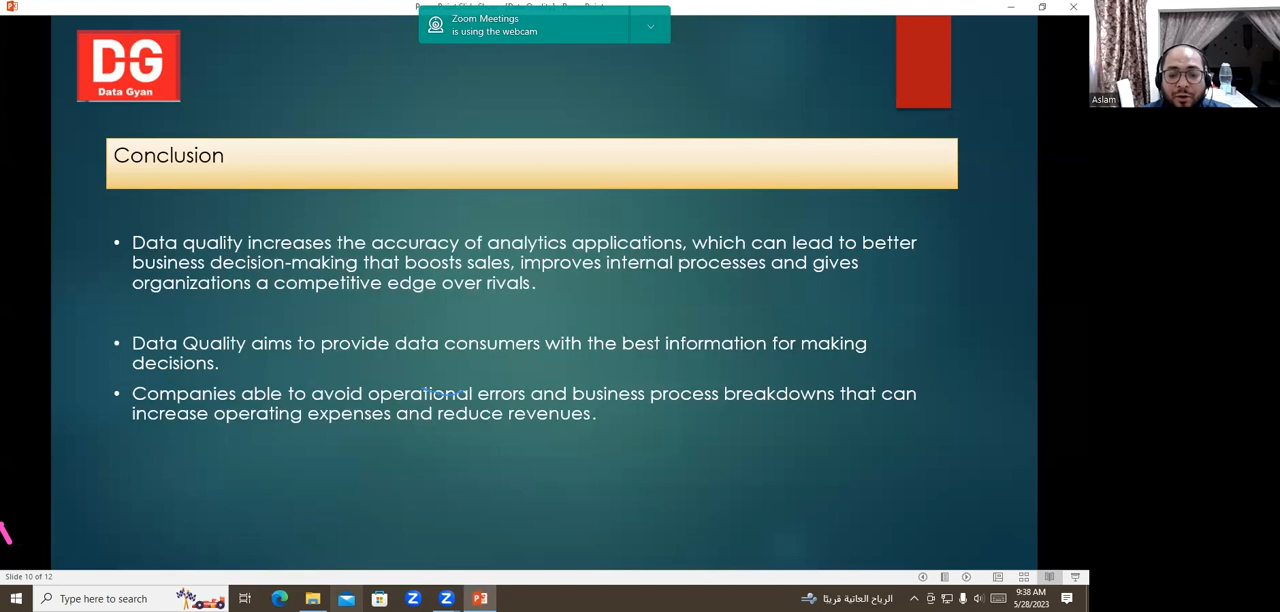 Zoom Meetings
is using the webcam
DG
Data Gyan
Aslam
Conclusion
• Data quality increases the accuracy of analytics applications, which can lead to better
business decision-making that boosts sales, improves internal processes and gives
organizations a competitive edge over rivals.
• Data Quality aims to provide data consumers with the best information for making
decisions.
• Companies able to avoid operational errors and business process breakdowns that can
increase operating expenses and reduce revenues.
Slide 10 of 12
Type here to search
الرياح العاتية قريبًا
9:38 AM
5/28/2023